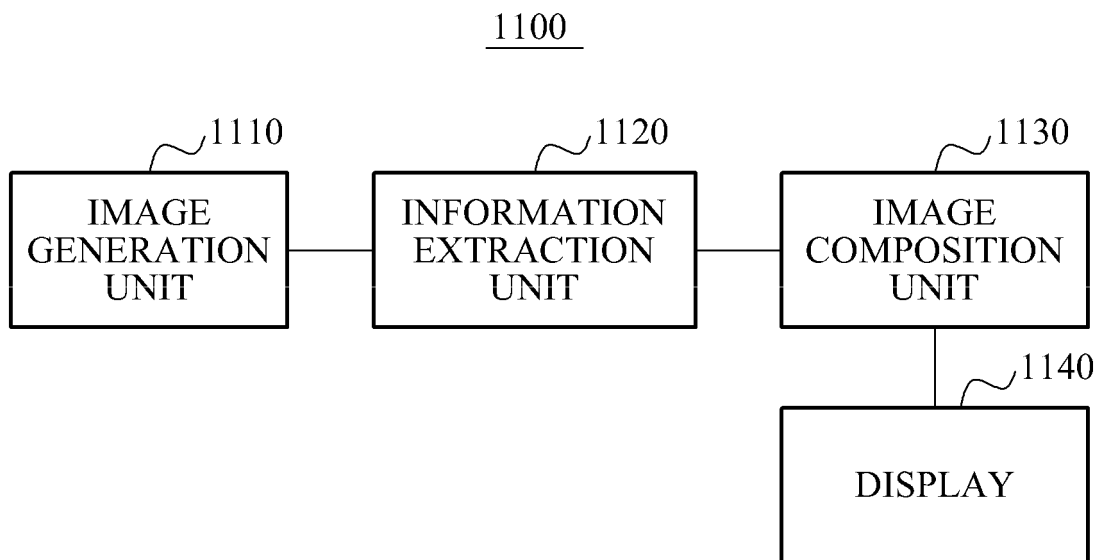 1100
1110
1120
1130
IMAGE
GENERATION
UNIT
INFORMATION
EXTRACTION
UNIT
IMAGE
COMPOSITION
UNIT
1140
DISPLAY